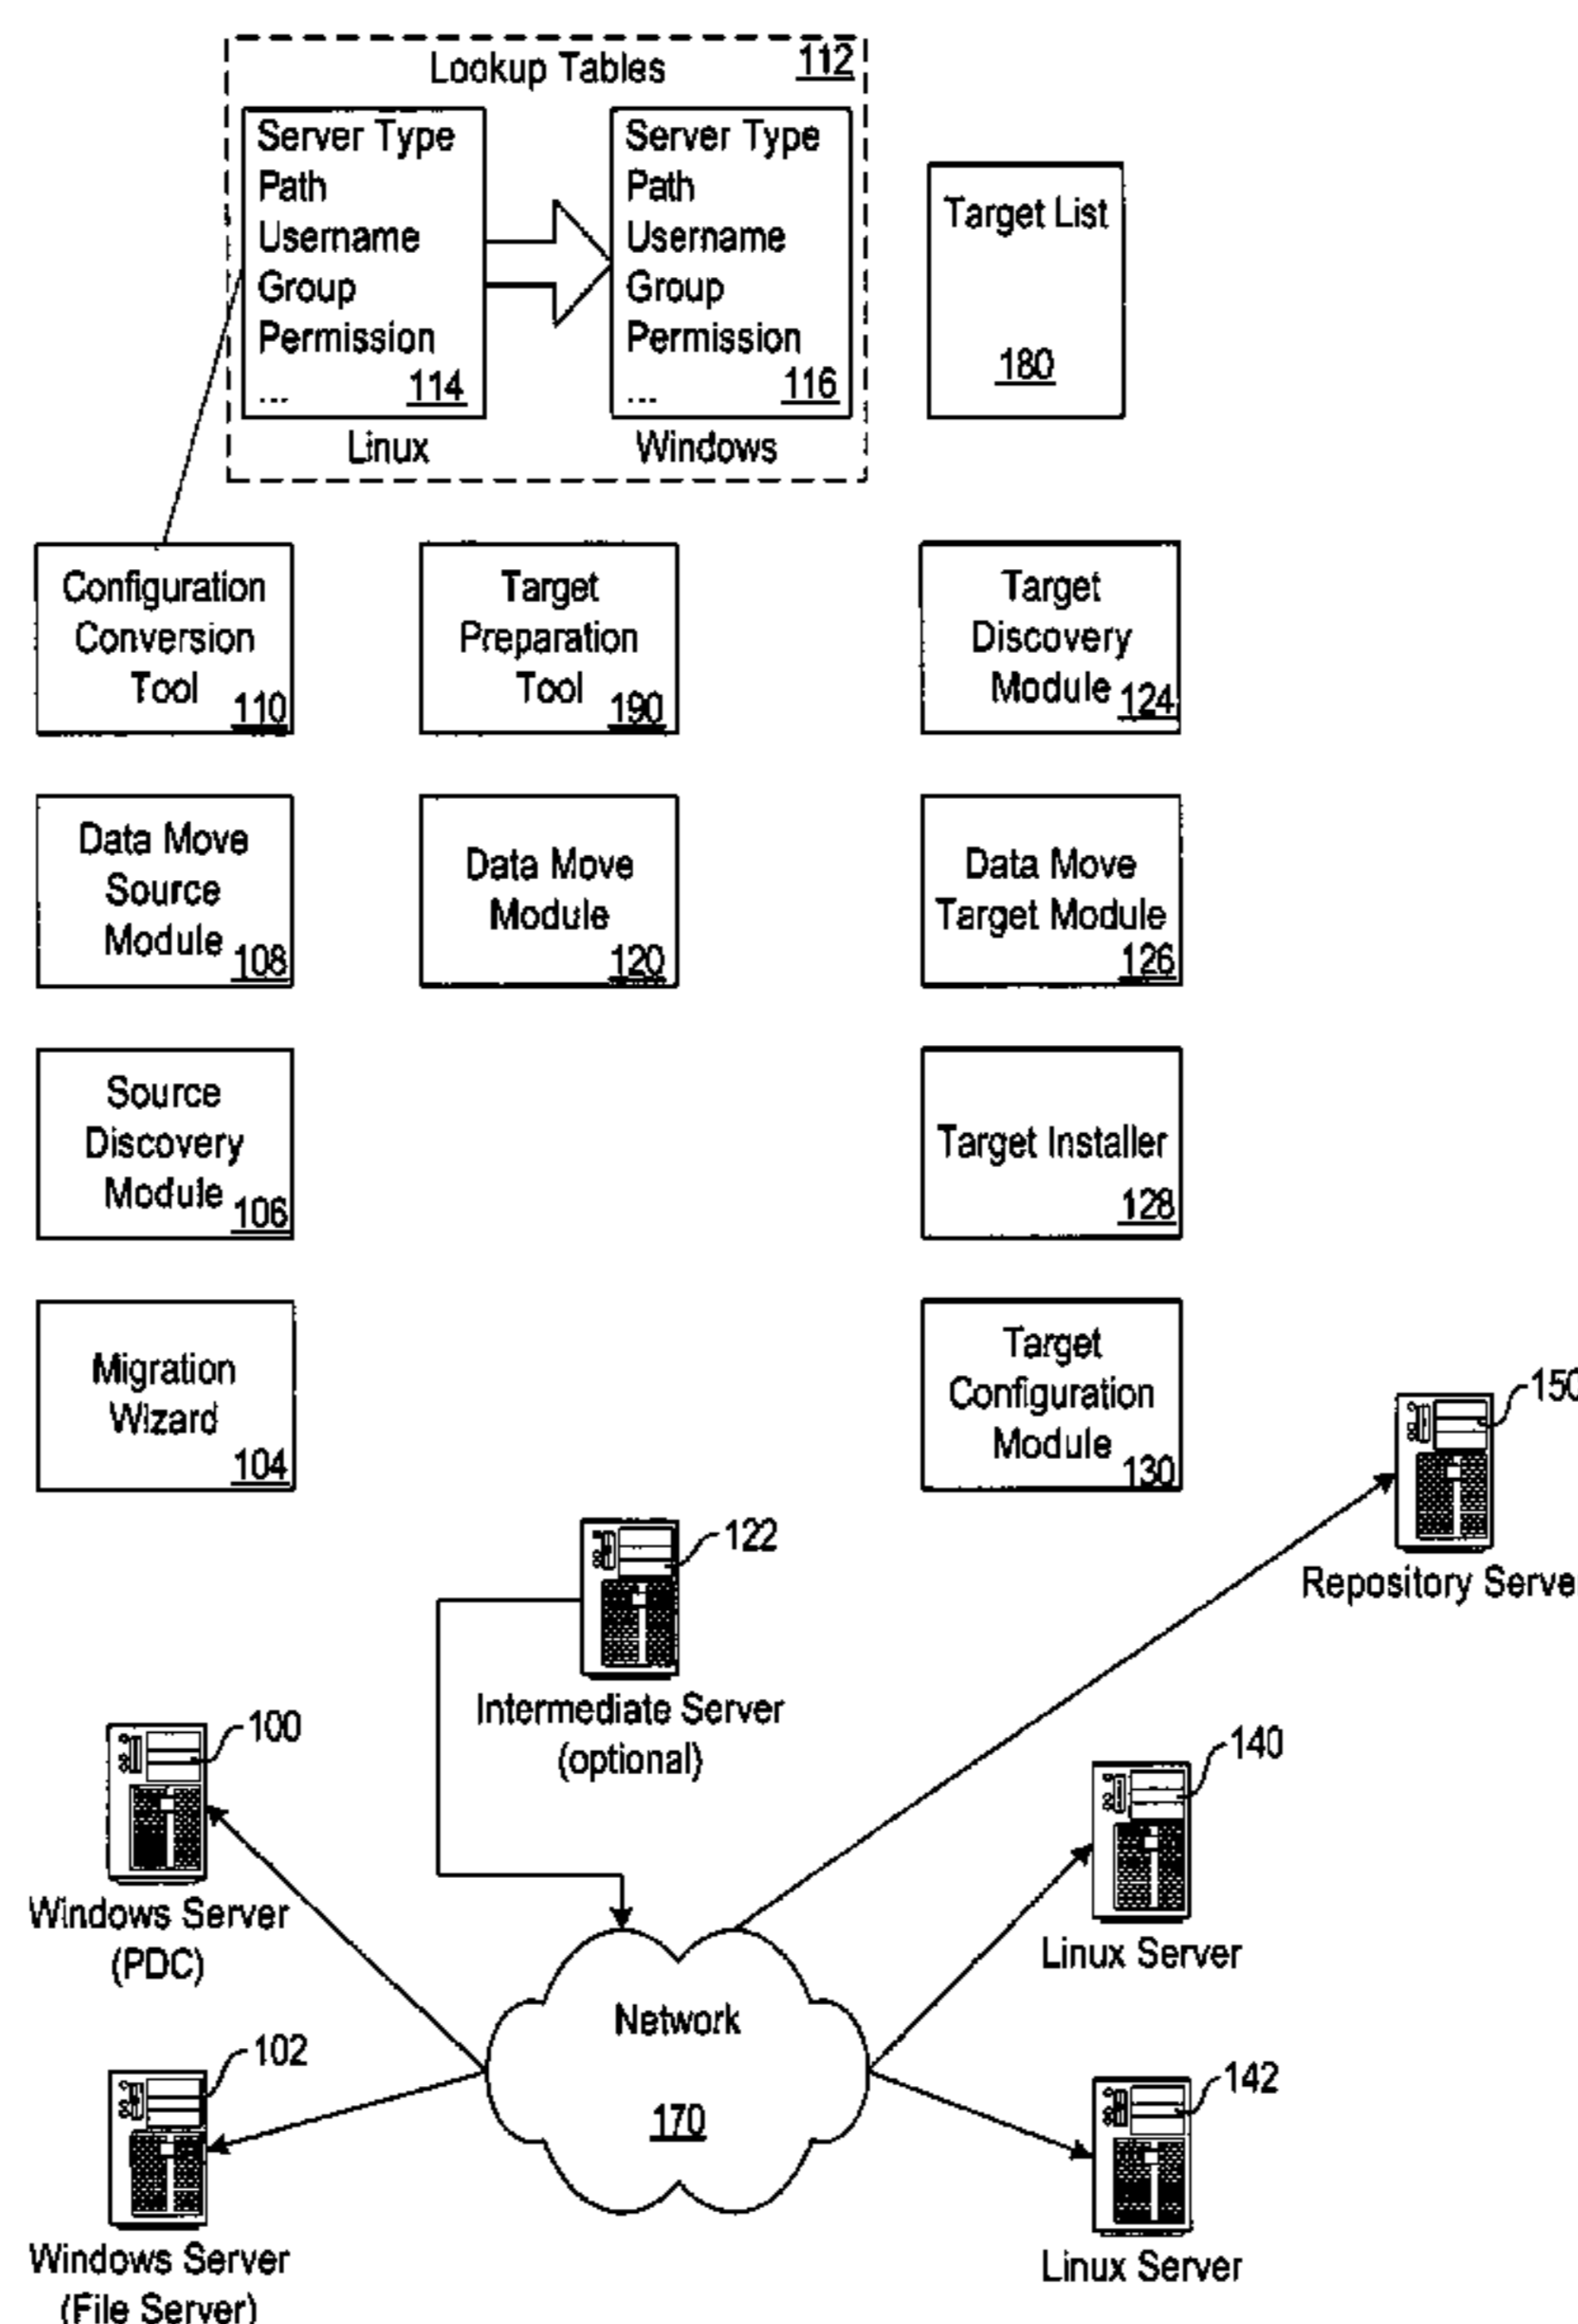 Lookup Tables 112
Server Type
Path
Username
Group
Permission
... 114
Linux
Server Type
Path
Username
Group
Permission
... 116
Windows
Target List
180
Configuration
Conversion
Tool 110
Target
Preparation
Tool 190
Target
Discovery
Module 124
Data Move
Source
Module 108
Data Move
Module
120
Data Move
Target Module
126
Source
Discovery
Module 106
Target Installer
128
Migration
Wizard
104
Target
Configuration
Module 130
150
Repository Server
122
Intermediate Server
(optional)
100
Windows Server
(PDC)
140
Linux Server
Network
170
102
Windows Server
(File Server)
142
Linux Server